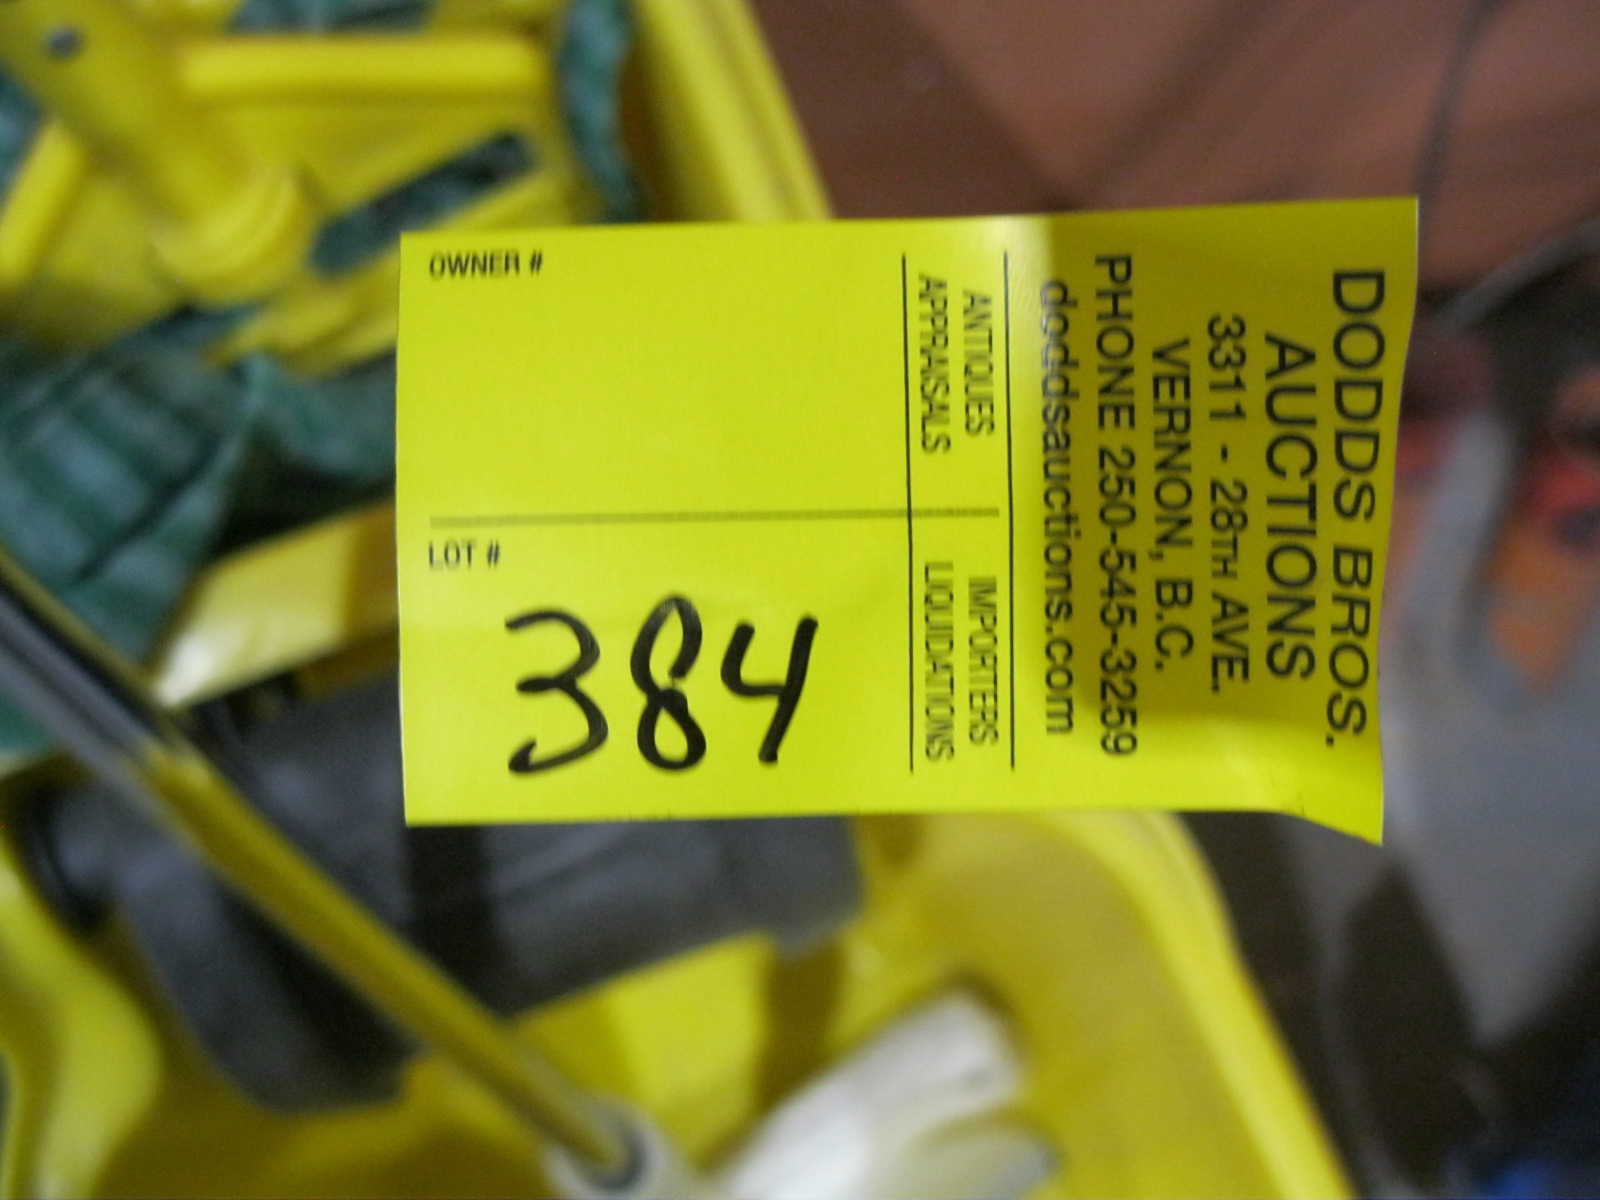 DODDS BROS.
AUCTIONS
3311 - 28TH AVE.
VERNON, B.C.
PHONE 250-545-3259
doddsauctions.com
ANTIQUES IMPORTERS
APPRAISALS LIQUIDATIONS
OWNER #
LOT #
384